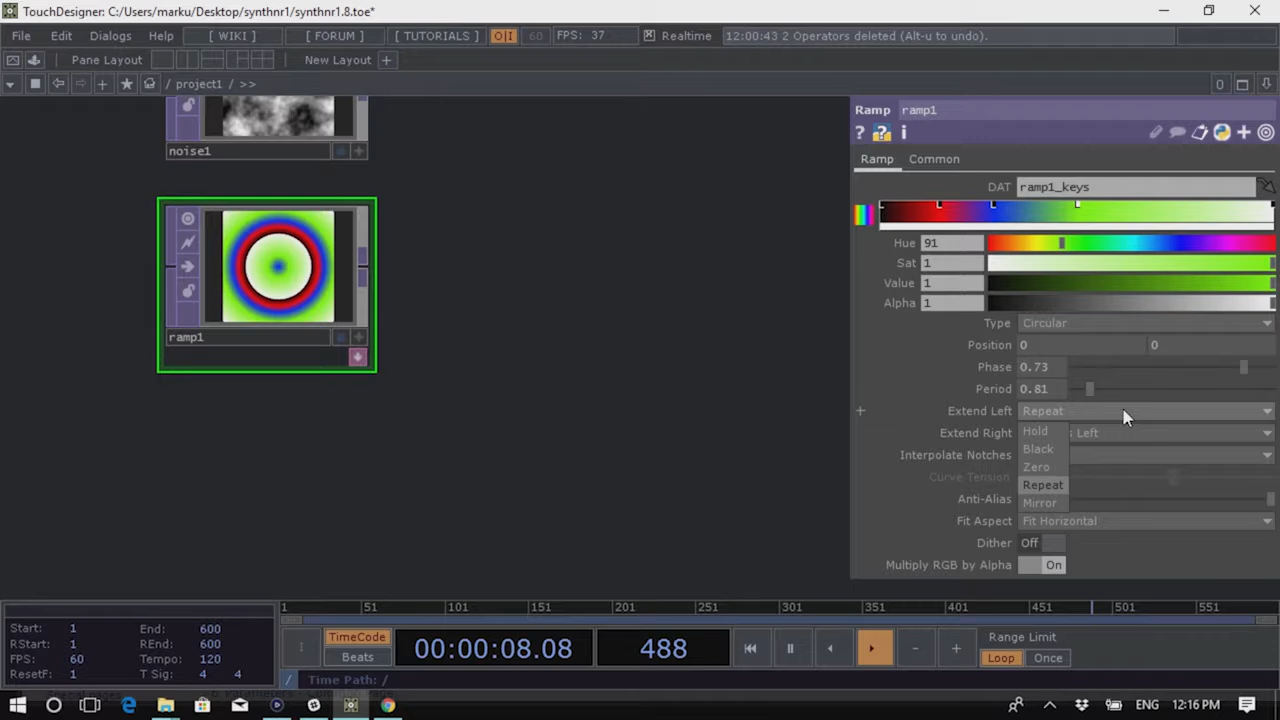 TouchDesigner: C:/Users/marku/Desktop/synthnr1/synthnr1.8.toe*
File Edit Dialogs Help [ WIKI ] [ FORUM ] [ TUTORIALS ] O|I 60 FPS: 37 Realtime 12:00:43 2 Operators deleted (Alt-u to undo).
Pane Layout New Layout +
/ project1 / >> 0
Ramp ramp1
noise1
Ramp Common
DAT ramp1_keys
Hue 91
Sat 1
Value 1
Alpha 1
Type Circular
ramp1
Position 0 0
Phase 0.73
Period 0.81
Extend Left Repeat
Hold
Extend Right s Left
Black
Interpolate Notches
Zero
Curve Tension
Repeat
Anti-Alias
Mirror
Fit Aspect Fit Horizontal
Dither Off
Multiply RGB by Alpha On
1 51 101 151 201 251 301 351 401 451 501 551
Start: 1 End: 600
RStart: 1 REnd: 600
FPS: 60 Tempo: 120
ResetF: 1 T Sig: 4 4
TimeCode
Beats
00:00:08.08 488
Range Limit
Loop Once
/ Time Path: /
ENG 12:16 PM